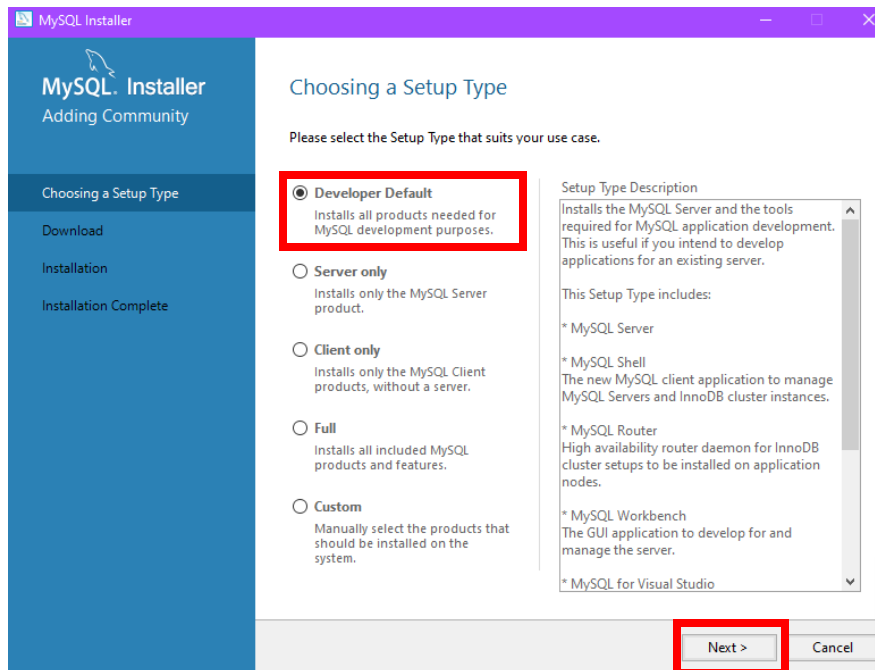 MySQL Installer
MySQL. Installer
Adding Community
Choosing a Setup Type
Download
Installation
Installation Complete
Choosing a Setup Type
Please select the Setup Type that suits your use case.
Developer Default
Installs all products needed for
MySQL development purposes.
Server only
Installs only the MySQL Server
product.
Client only
Installs only the MySQL Client
products, without a server.
Full
Installs all included MySQL
products and features.
Custom
Manually select the products that
should be installed on the
system.
Setup Type Description
Installs the MySQL Server and the tools
required for MySQL application development.
This is useful if you intend to develop
applications for an existing server.
This Setup Type includes:
* MySQL Server
* MySQL Shell
The new MySQL client application to manage
MySQL Servers and InnoDB cluster instances.
* MySQL Router
High availability router daemon for InnoDB
cluster setups to be installed on application
nodes.
* MySQL Workbench
The GUI application to develop for and
manage the server.
* MySQL for Visual Studio
Next >
Cancel